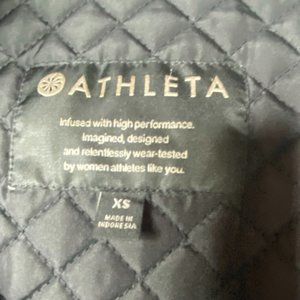 ATHLETA
Infused with high performance.
Imagined, designed
and relentlessly wear-tested
by women athletes like you.
XS
MADE IN
INDONESIA